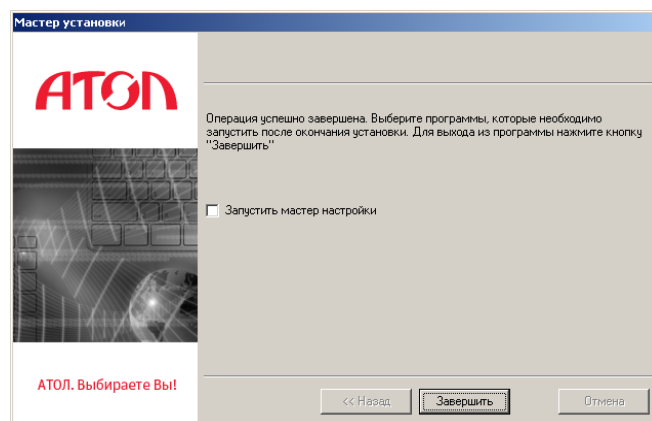 Мастер установки
АТОЛ
Операция успешно завершена. Выберите программы, которые необходимо
запустить после окончания установки. Для выхода из программы нажмите кнопку
"Завершить"
Запустить мастер настройки
АТОЛ. Выбираете Вы!
<< Назад
Завершить
Отмена